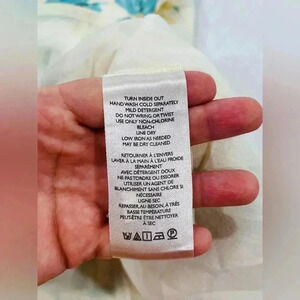 TURN INSIDE OUT
HAND WASH COLD SEPARATELY
MILD DETERGENT
DO NOT WRING OR TWIST
USE ONLY NON-CHLORINE
BLEACH
LINE DRY
LOW IRON AS NEEDED
MAY BE DRY CLEANED
RETOURNER À L'ENVERS
LAVER À LA MAIN À L'EAU FROIDE
SÉPARÉMENT
AVEC DÉTERGENT DOUX
NE PAS TORDRE OU ESSORER
UTILISER UN AGENT DE
BLANCHIMENT SANS CHLORE SI
NÉCESSAIRE
LIGNE SEC
REPASSER, AU BESOIN, À TRÈS
BASSE TEMPÉRATURE
PEUT-ÊTRE ÊTRE NETTOYER
À SEC